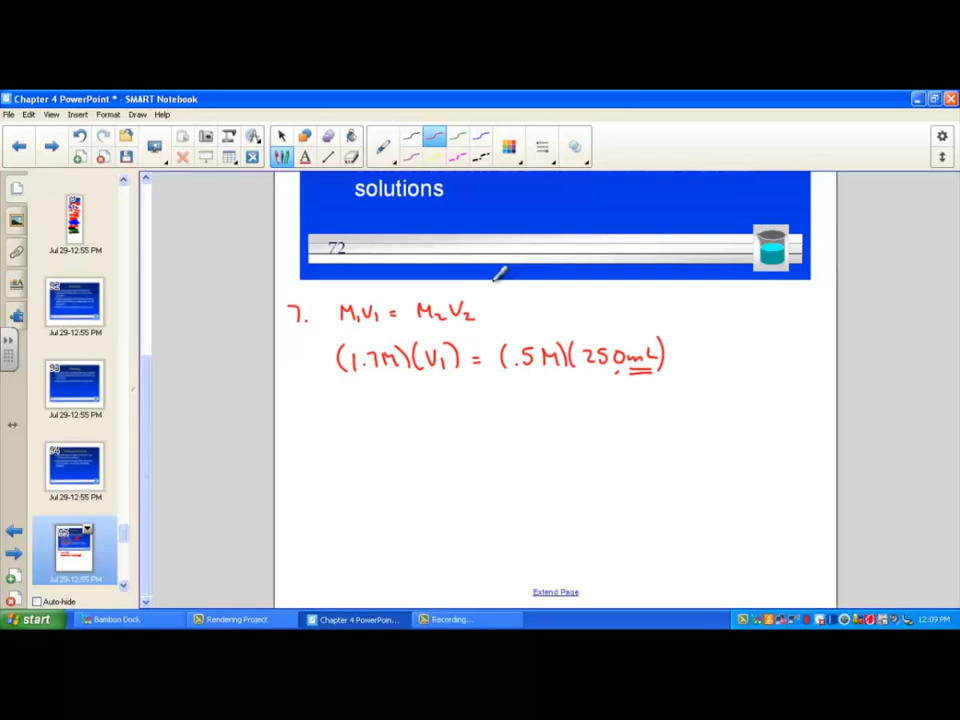 Chapter 4 PowerPoint * - SMART Notebook
File Edit View Insert Format Draw Help
solutions
72
Jul 29-12:55 PM
7. M₁V₁ = M₂V₂
Jul 29-12:55 PM
(1.7M)(V₁) = (.5M)(250mL)
Jul 29-12:55 PM
Jul 29-12:55 PM
Jul 29-12:55 PM
Extend Page
Auto-hide
start Bamboo Dock Rendering Project Chapter 4 PowerPoin... Recording... 12:09 PM